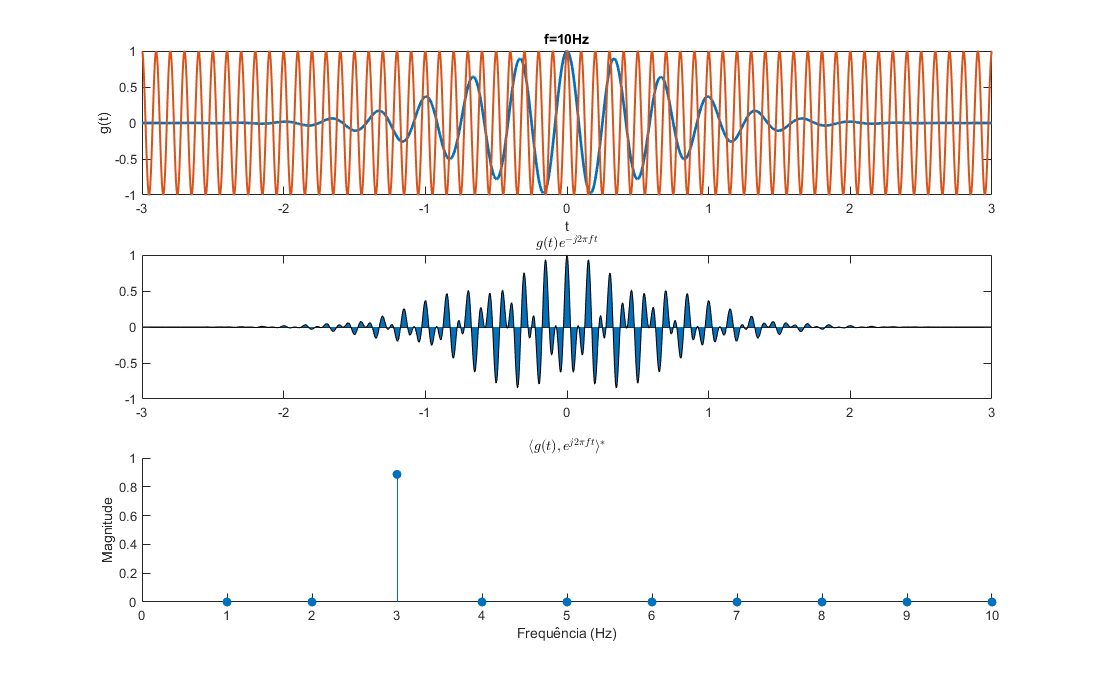 f=10Hz
1
0.5
0
-0.5
-1
g(t)
-3 -2 -1 0 1 2 3
t
g(t)e^{-j2πft}
1
0.5
0
-0.5
-1
-3 -2 -1 0 1 2 3
⟨g(t), e^{j2πft}⟩*
1
0.8
0.6
0.4
0.2
0
Magnitude
0 1 2 3 4 5 6 7 8 9 10
Frequência (Hz)